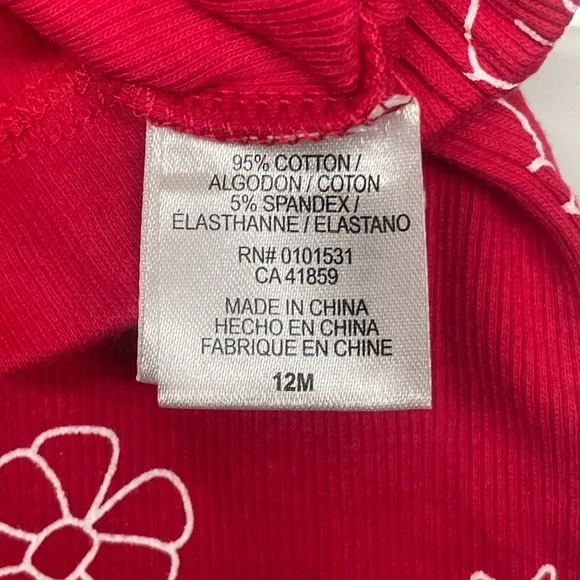 95% COTTON /
ALGODON / COTON
5% SPANDEX /
ÉLASTHANNE / ELASTANO
RN# 0101531
CA 41859
MADE IN CHINA
HECHO EN CHINA
FABRIQUE EN CHINE
12M